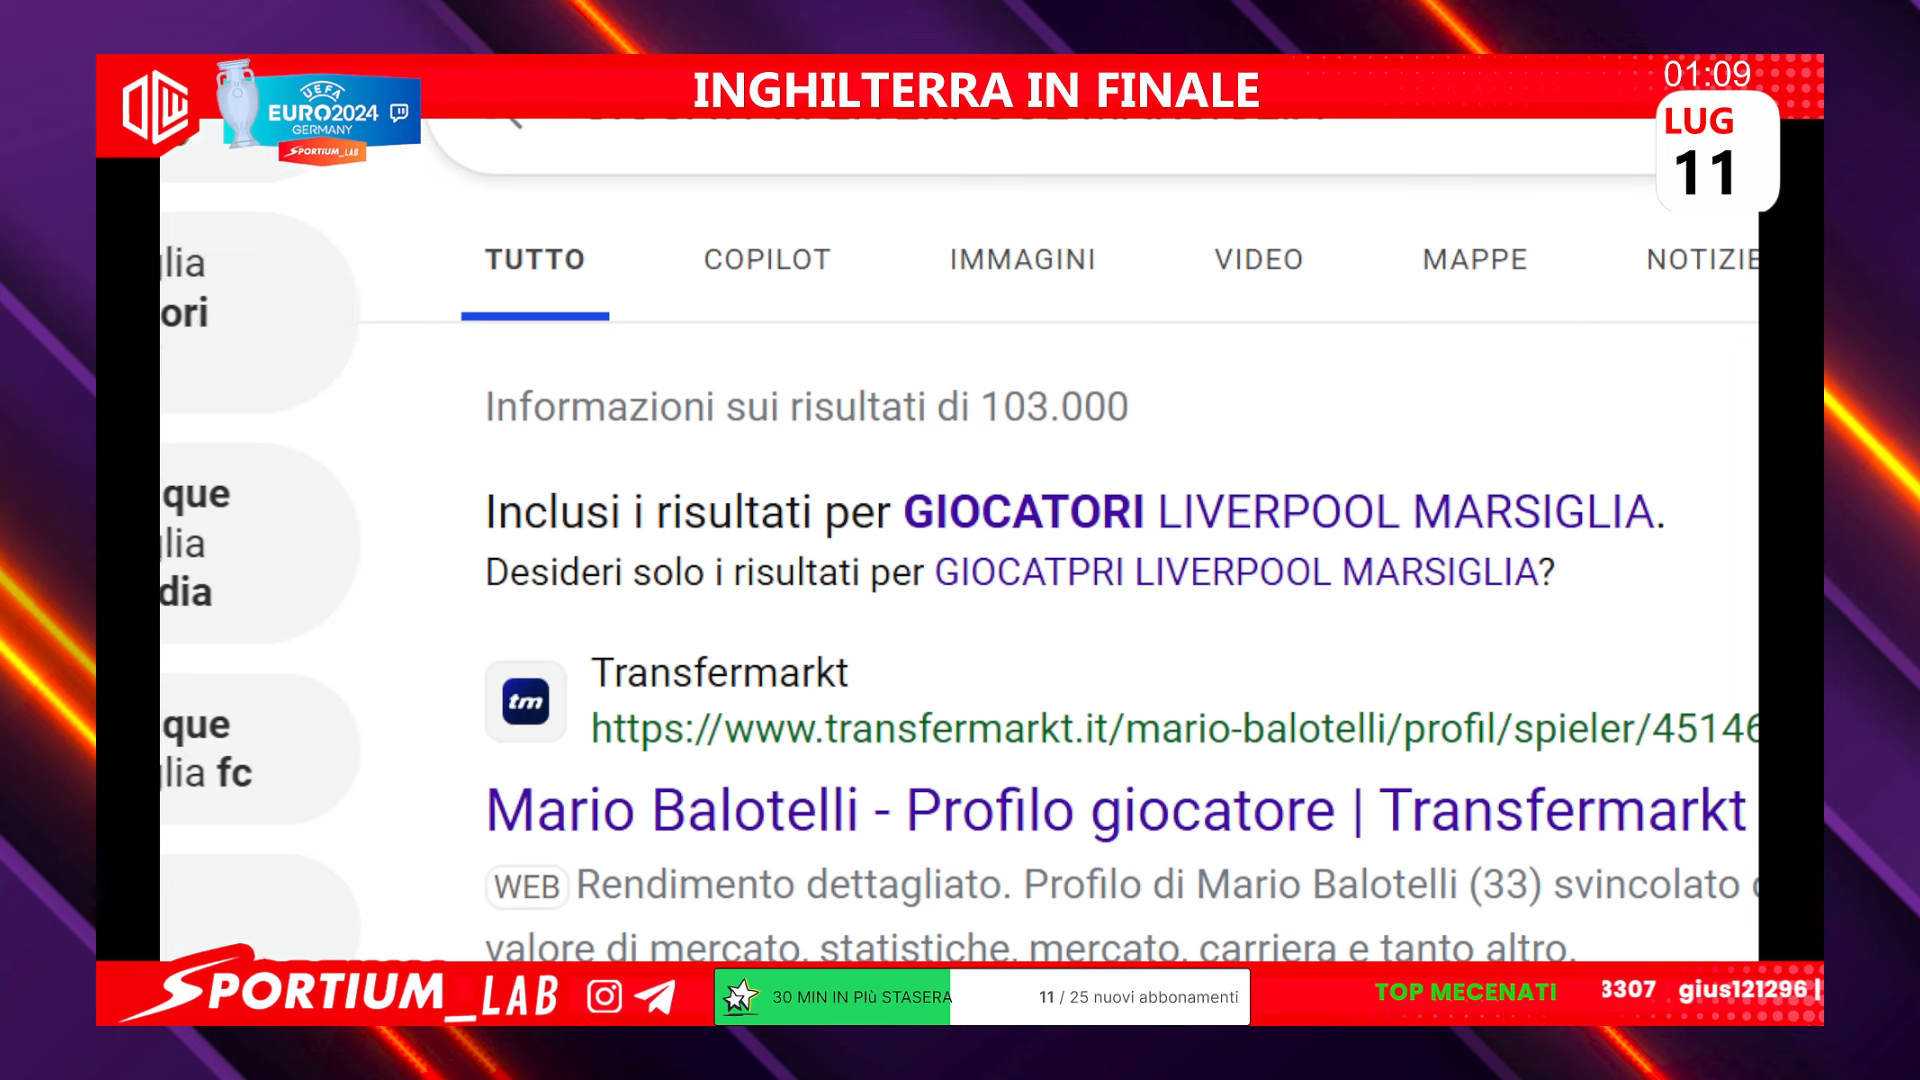 INGHILTERRA IN FINALE
01:09
LUG
11
UEFA
EURO2024
GERMANY
SPORTIUM_LAB
TUTTO
COPILOT
IMMAGINI
VIDEO
MAPPE
NOTIZIE
glia
ori
que
glia
dia
que
glia fc
Informazioni sui risultati di 103.000
Inclusi i risultati per GIOCATORI LIVERPOOL MARSIGLIA.
Desideri solo i risultati per GIOCATPRI LIVERPOOL MARSIGLIA?
tm
Transfermarkt
https://www.transfermarkt.it/mario-balotelli/profil/spieler/45146
Mario Balotelli - Profilo giocatore | Transfermarkt
WEB Rendimento dettagliato. Profilo di Mario Balotelli (33) svincolato
valore di mercato, statistiche, mercato, carriera e tanto altro.
SPORTIUM_LAB
30 MIN IN PIù STASERA
11 / 25 nuovi abbonamenti
TOP MECENATI
3307 gius121296 |